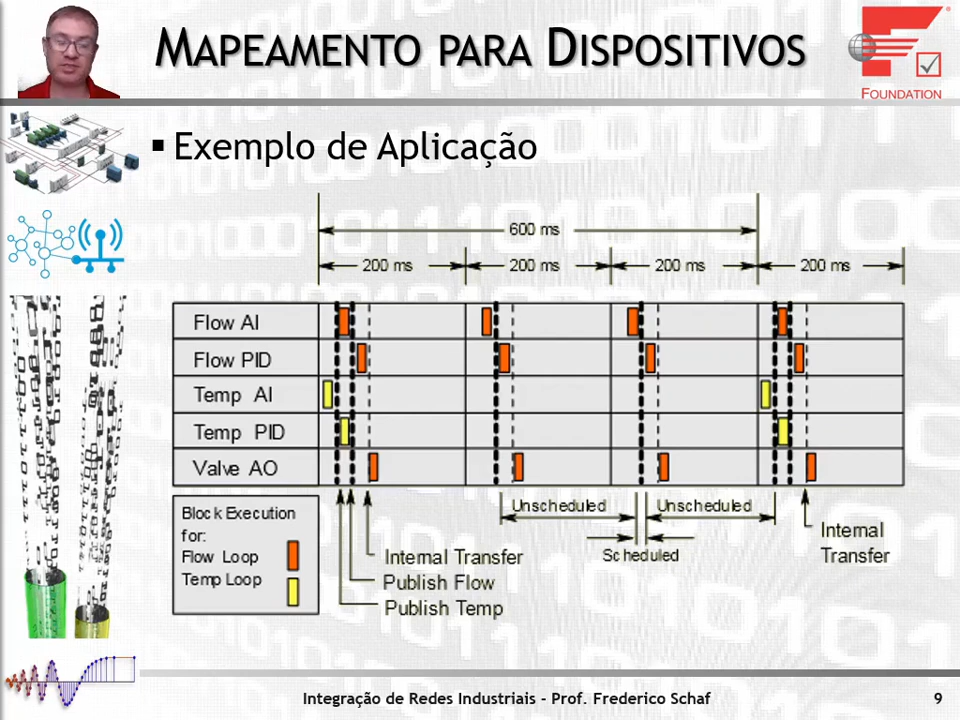 MAPEAMENTO PARA DISPOSITIVOS
FOUNDATION
Exemplo de Aplicação
600 ms
200 ms 200 ms 200 ms 200 ms
Flow AI
Flow PID
Temp AI
Temp PID
Valve AO
Block Execution
for:
Flow Loop
Temp Loop
Internal Transfer
Publish Flow
Publish Temp
Unscheduled
Scheduled
Unscheduled
Internal
Transfer
Integração de Redes Industriais - Prof. Frederico Schaf
9